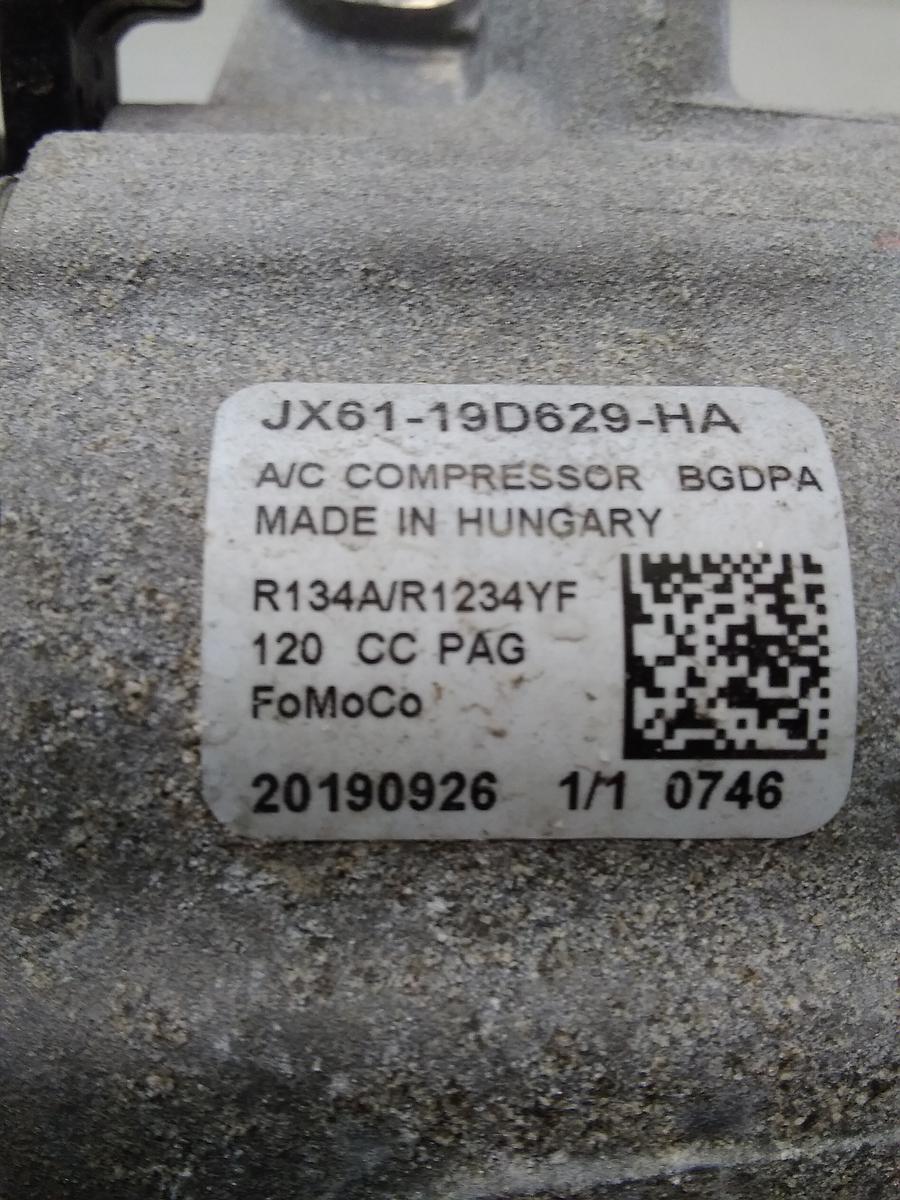 JX61-19D629-HA
A/C COMPRESSOR BGDPA
MADE IN HUNGARY
R134A/R1234YF
120 CC PAG
FoMoCo
20190926 1/1 0746